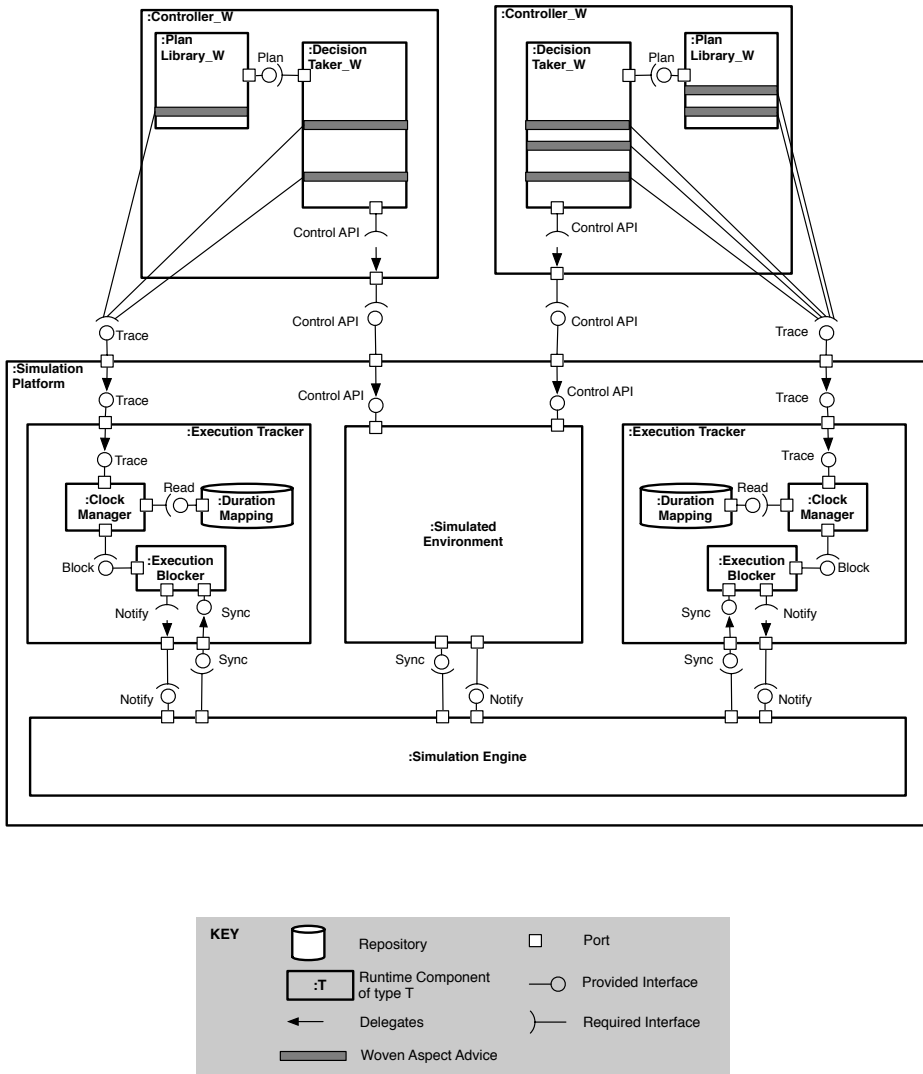 :Controller_W
:Plan
Library_W
Plan
:Decision
Taker_W
Control API
:Controller_W
:Decision
Taker_W
Plan
:Plan
Library_W
Control API
Trace
Control API
Control API
Trace
:Simulation
Platform
Trace
Control API
Control API
Trace
:Execution Tracker
Trace
:Clock
Manager
Read
:Duration
Mapping
Block
:Execution
Blocker
Notify
Sync
:Simulated
Environment
:Execution Tracker
Trace
:Duration
Mapping
Read
:Clock
Manager
:Execution
Blocker
Block
Sync
Notify
Notify
Sync
Sync
Notify
Sync
Notify
:Simulation Engine
KEY
Repository
Port
:T
Runtime Component
of type T
Provided Interface
Delegates
Required Interface
Woven Aspect Advice